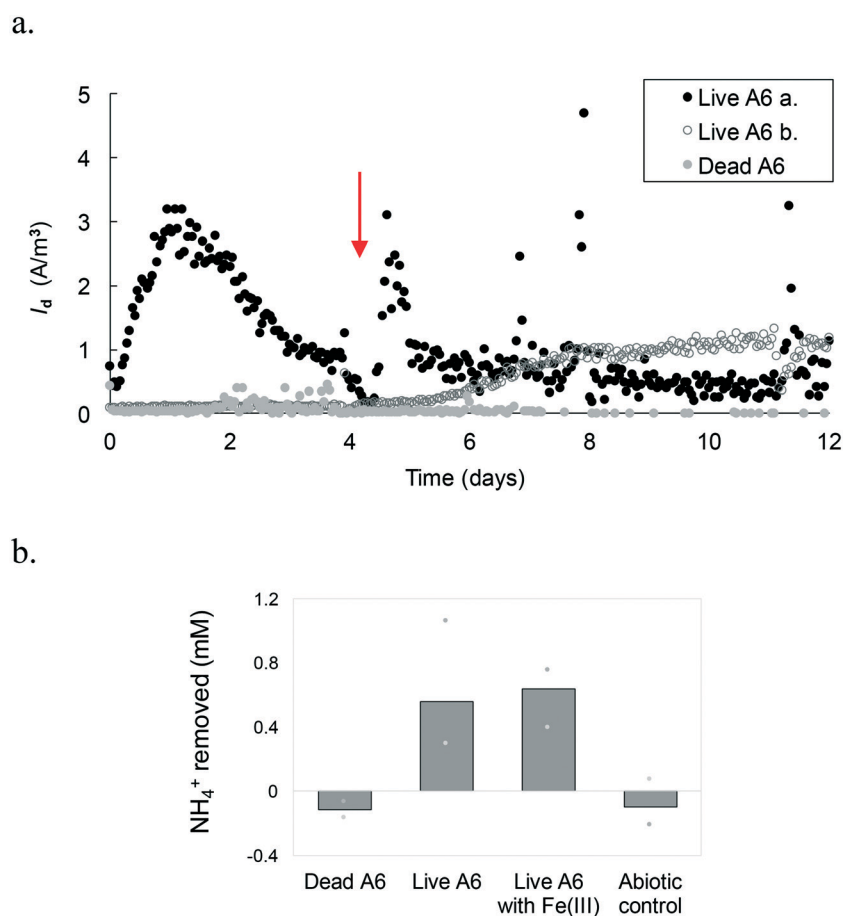 a.
5
4
3
2
1
0
I_d (A/m³)
0 2 4 6 8 10 12
Time (days)
Live A6 a.
Live A6 b.
Dead A6
b.
1.2
0.8
0.4
0
-0.4
NH₄⁺ removed (mM)
Dead A6 Live A6 Live A6 Abiotic
with Fe(III) control